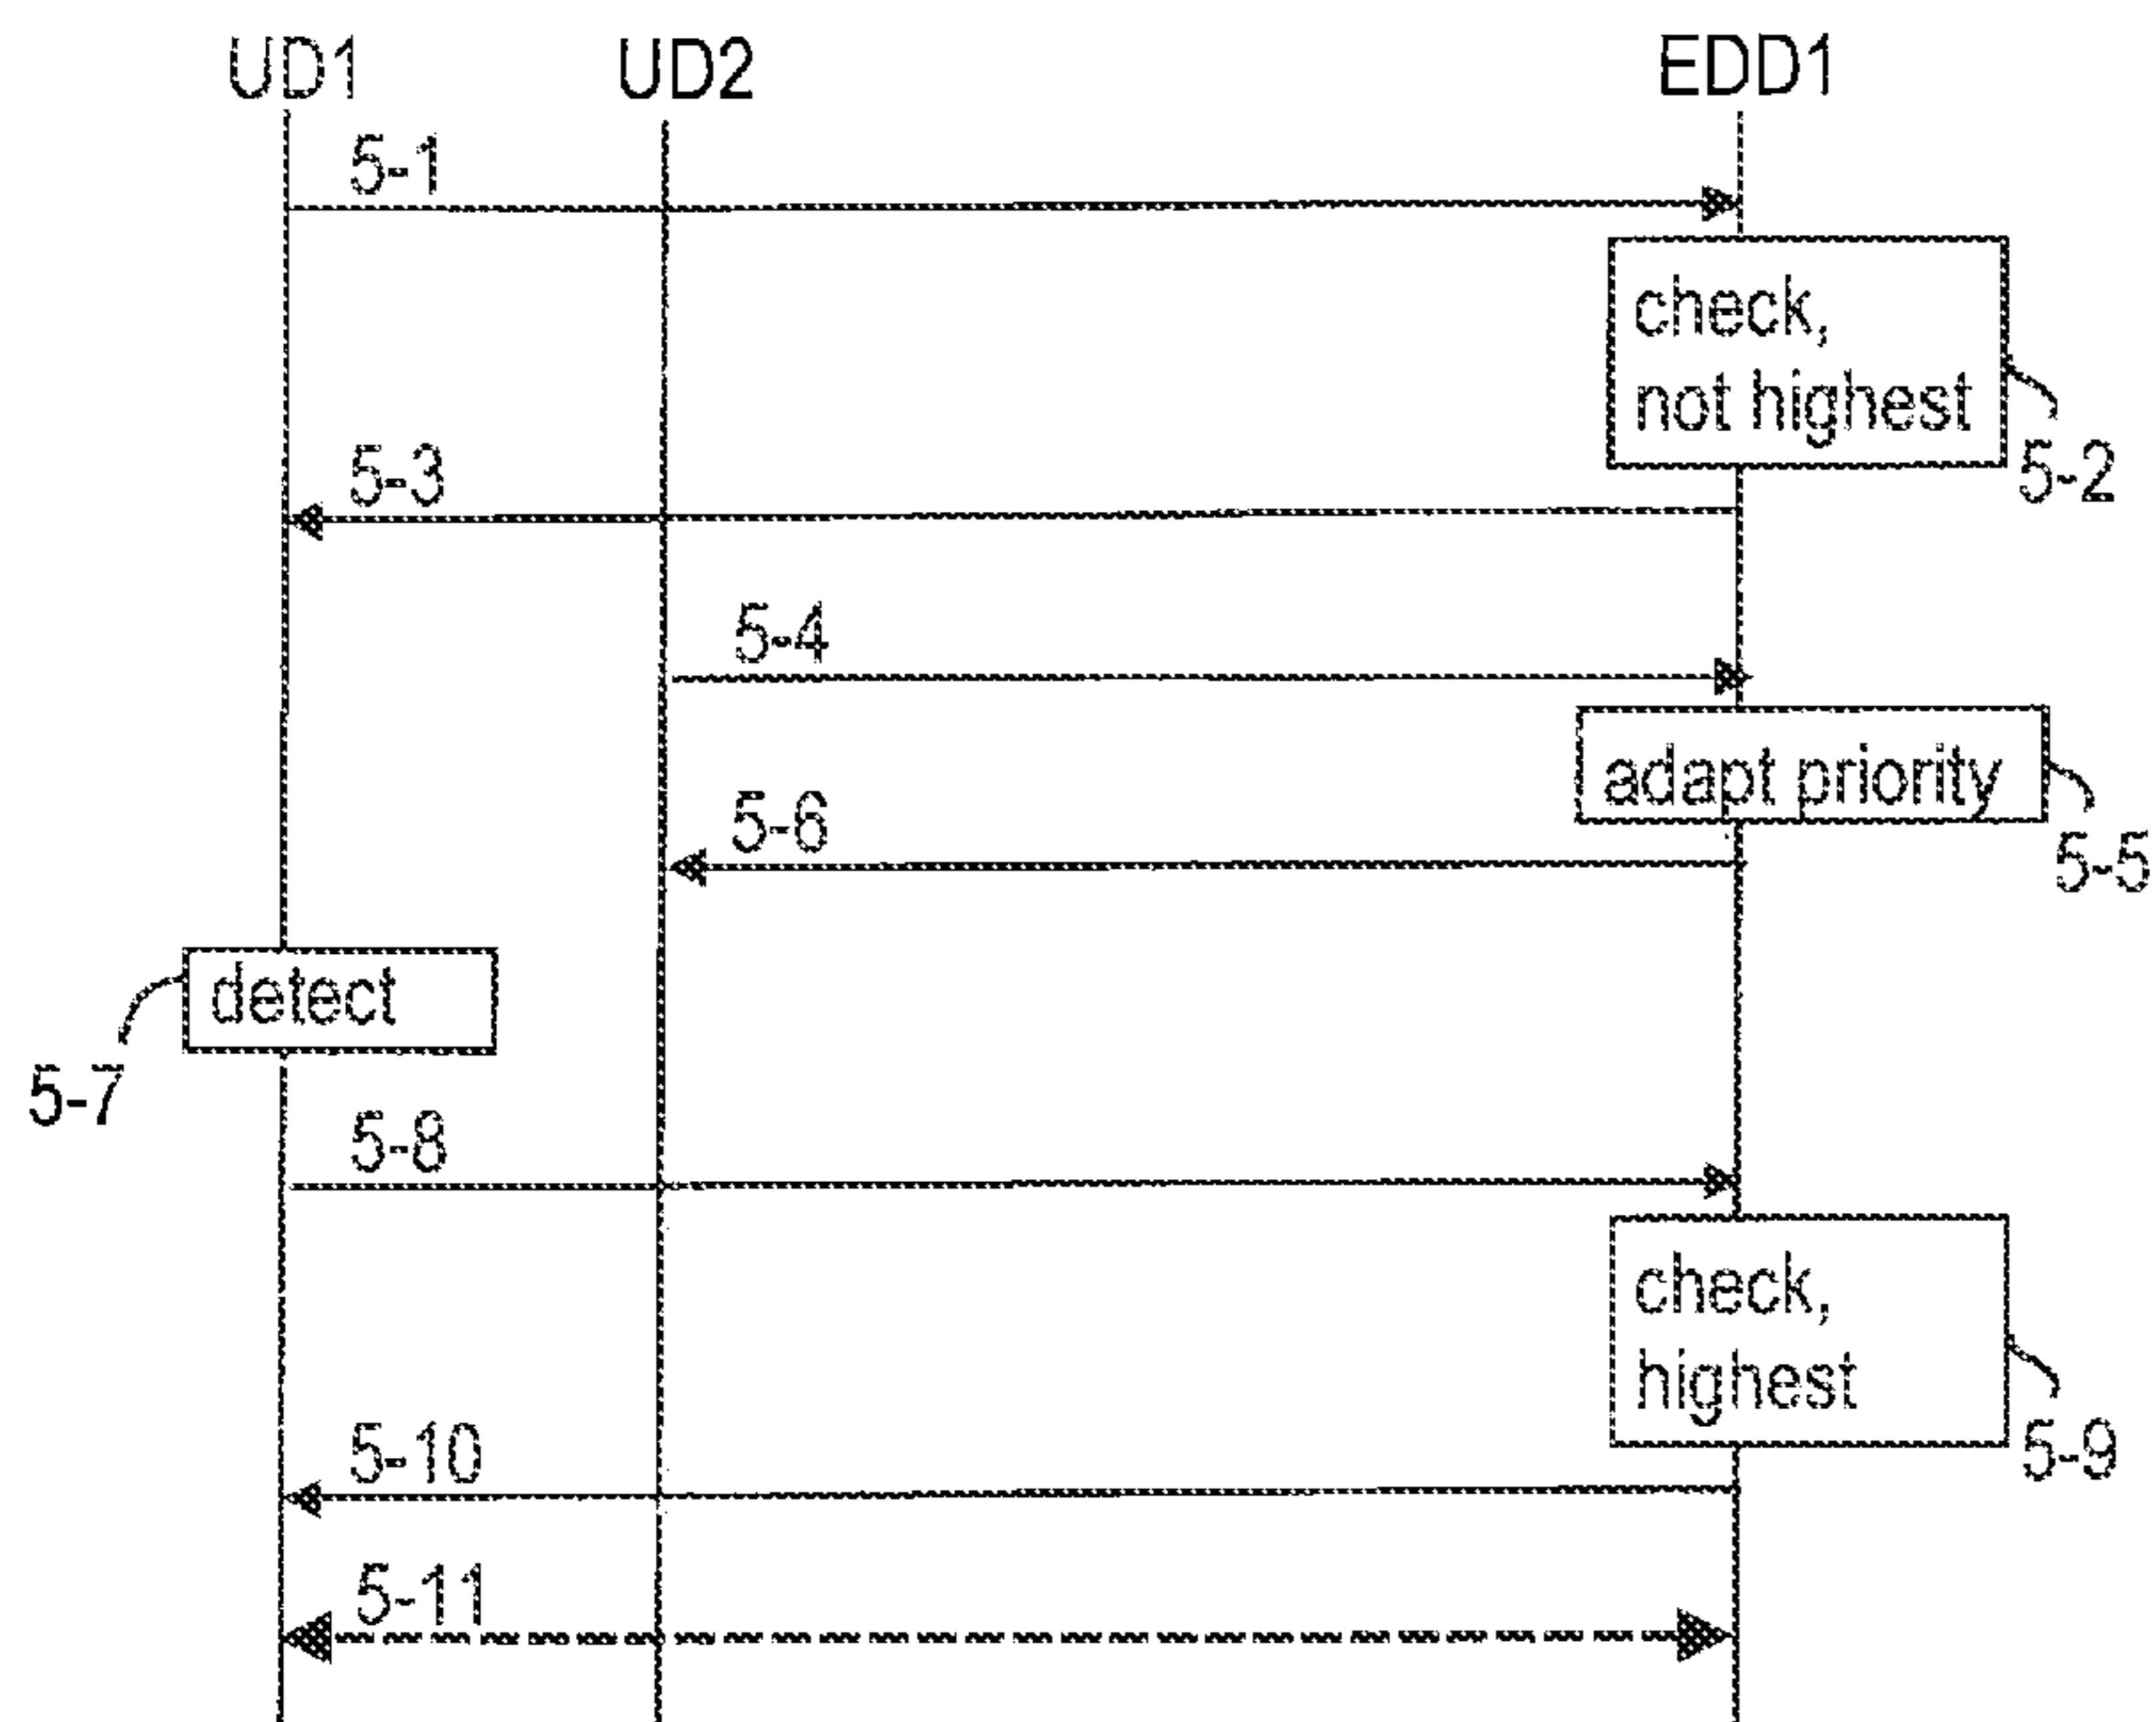 UD1 UD2 EDD1
5-1
check,
not highest
5-2
5-3
5-4
adapt priority
5-5
5-6
detect
5-7
5-8
check,
highest
5-9
5-10
5-11